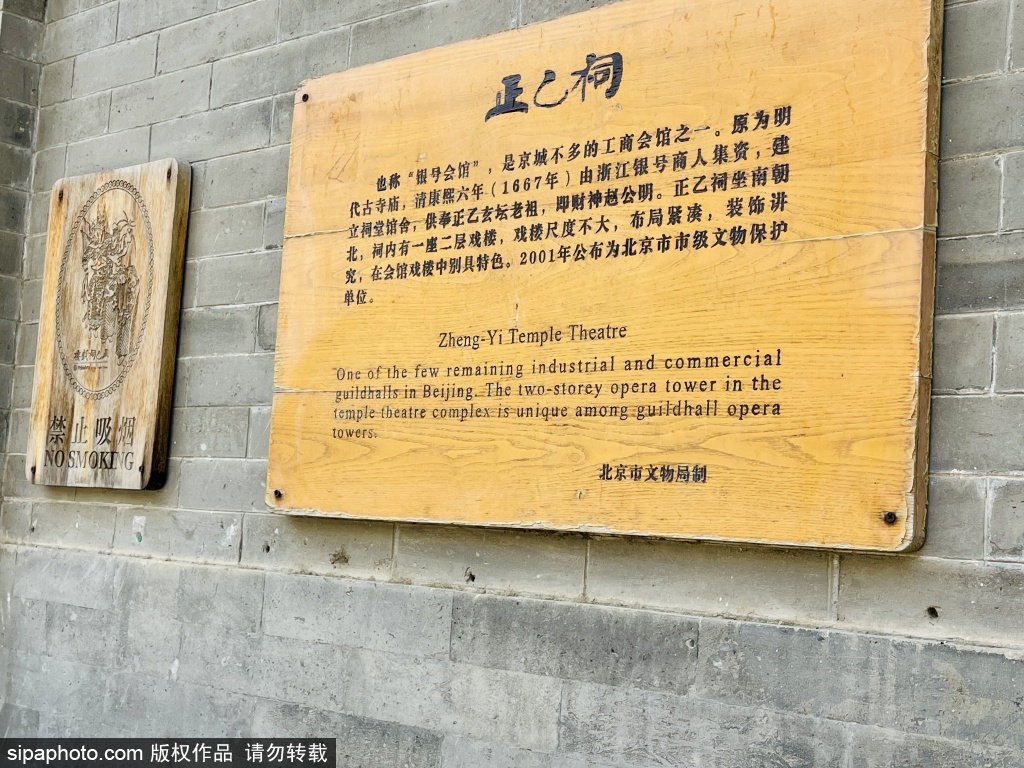 正乙祠
也称“银号会馆”，是京城不多的工商会馆之一。原为明
代古寺庙，清康熙六年（1667年）由浙江银号商人集资，建
立祠堂馆舍，供奉正乙玄坛老祖，即财神赵公明。正乙祠坐南朝
北，祠内有一座二层戏楼，戏楼尺度不大，布局紧凑，装饰讲
究，在会馆戏楼中别具特色。2001年公布为北京市市级文物保护
单位。
Zheng-Yi Temple Theatre
One of the few remaining industrial and commercial
guildhalls in Beijing. The two-storey opera tower in the
temple theatre complex is unique among guildhall opera
towers.
北京市文物局制
禁止吸烟
NO SMOKING
sipaphoto.com 版权作品 请勿转载